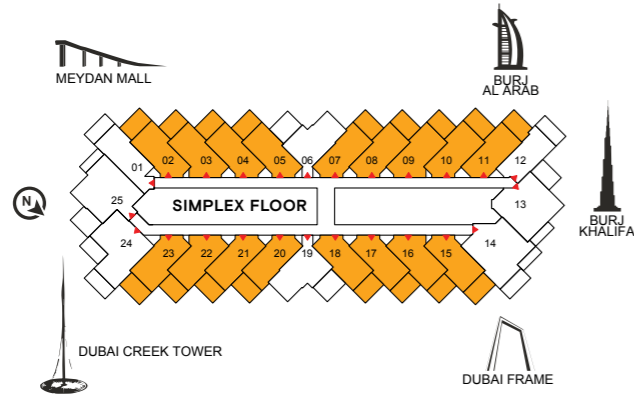 MEYDAN MALL
BURJ
AL ARAB
01
02
03
04
05
06
07
08
09
10
11
12
N
25
SIMPLEX FLOOR
13
BURJ
KHALIFA
24
23
22
21
20
19
18
17
16
15
14
DUBAI CREEK TOWER
DUBAI FRAME